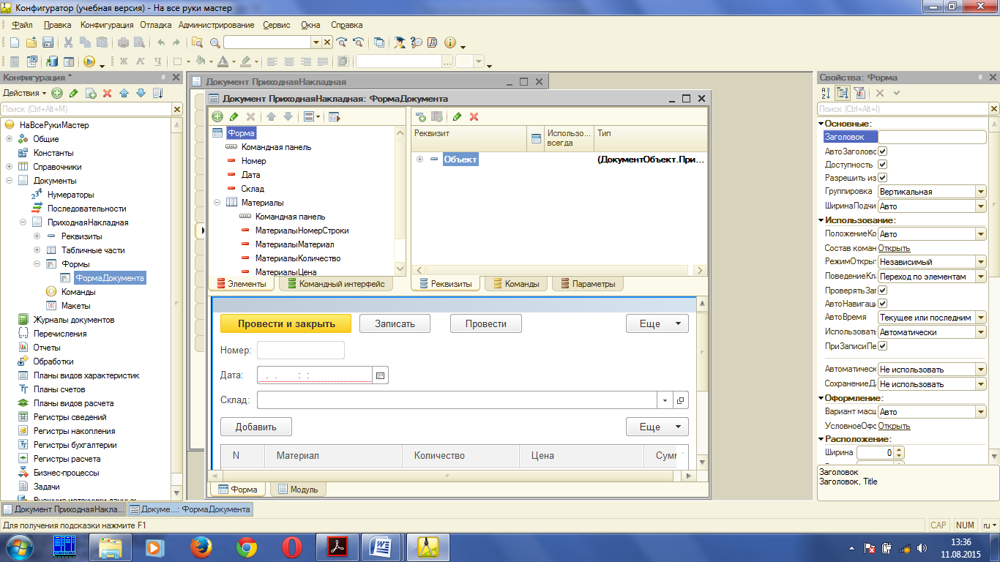 Конфигуратор (учебная версия) - На все руки мастер
Файл Правка Конфигурация Отладка Администрирование Сервис Окна Справка
Ж К Ч
Конфигурация *
Действия
Поиск (Ctrl+Alt+M)
НаВсеРукиМастер
Общие
Константы
Справочники
Документы
Нумераторы
Последовательности
ПриходнаяНакладная
Реквизиты
Табличные части
Формы
ФормаДокумента
Команды
Макеты
Журналы документов
Перечисления
Отчеты
Обработки
Планы видов характеристик
Планы счетов
Планы видов расчета
Регистры сведений
Регистры накопления
Регистры бухгалтерии
Регистры расчета
Бизнес-процессы
Задачи
Внешние источники данных
Документ ПриходнаяНакладная
Документ ПриходнаяНакладная: ФормаДокумента
Форма
Командная панель
Номер
Дата
Склад
Материалы
Командная панель
МатериалыНомерСтроки
МатериалыМатериал
МатериалыКоличество
МатериалыЦена
Элементы Командный интерфейс
Реквизит Использо... всегда Тип
Объект (ДокументОбъект.При...
Реквизиты Команды Параметры
Провести и закрыть Записать Провести Еще
Номер:
Дата: . . : :
Склад:
Добавить Еще
N Материал Количество Цена Сумм
Форма Модуль
Свойства: Форма
Поиск (Ctrl+Alt+I)
Основные:
Заголовок
АвтоЗаголово
Доступность
Разрешить из
Группировка Вертикальная
ШиринаПодчи Авто
Использование:
ПоложениеКо Авто
Состав коман Открыть
РежимОткрыт Независимый
ПоведениеКл Переход по элементам
ПроверятьЗаг
АвтоНавигаци
АвтоВремя Текущее или последним
Использовать Автоматически
ПриЗаписиПе
Автоматическ Не использовать
СохранениеДа Не использовать
Оформление:
Вариант масш Авто
УсловноеОфо Открыть
Расположение:
Ширина 0
Заголовок
Заголовок, Title
Документ ПриходнаяНакла... Докуме...: ФормаДокумента
Для получения подсказки нажмите F1
CAP NUM ru
13:36
11.08.2015